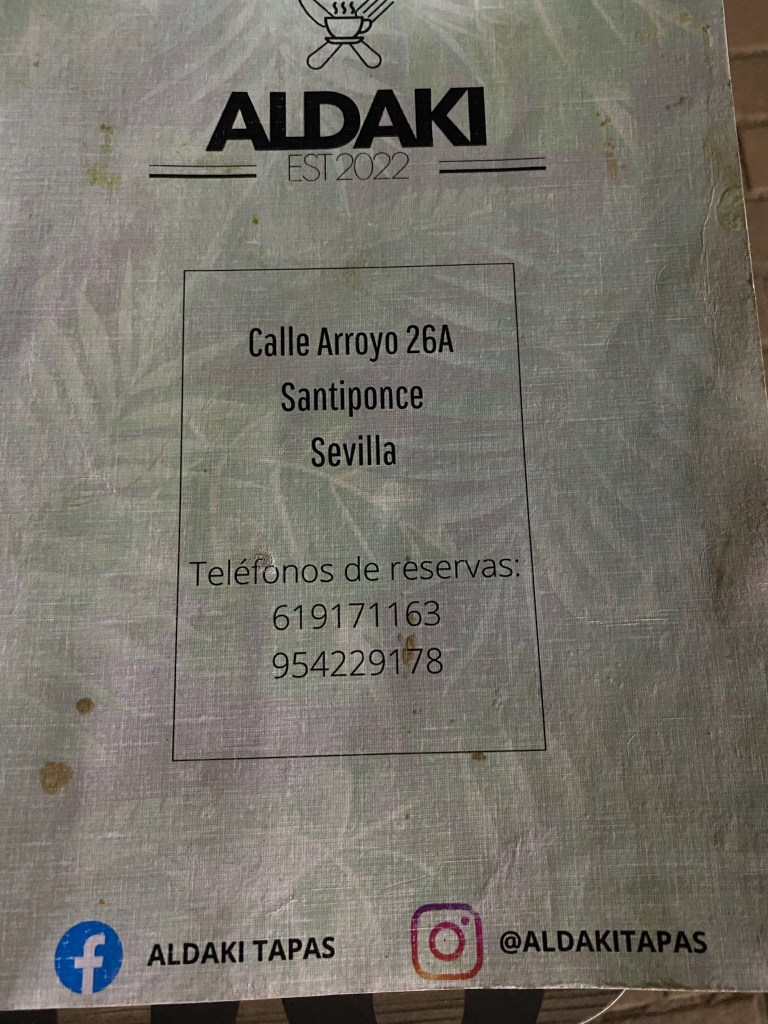 ALDAKI
EST 2022
Calle Arroyo 26A
Santiponce
Sevilla
Teléfonos de reservas:
619171163
954229178
ALDAKI TAPAS
@ALDAKITAPAS